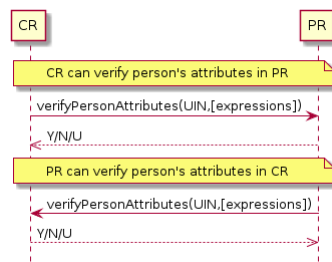 CR PR
CR can verify person's attributes in PR
verifyPersonAttributes(UIN,[expressions])
Y/N/U
PR can verify person's attributes in CR
verifyPersonAttributes(UIN,[expressions])
Y/N/U